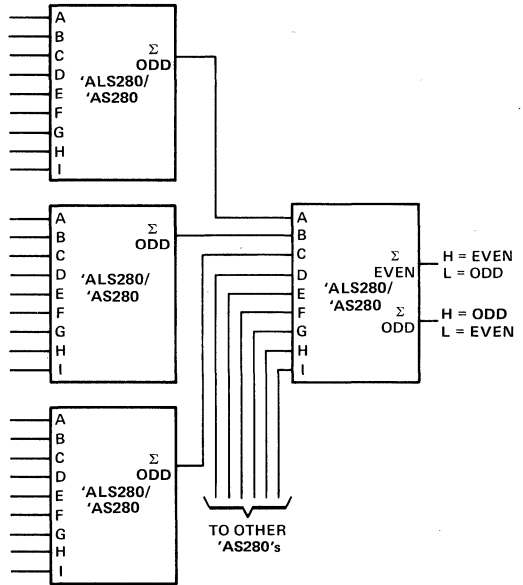 A
B
C
D
E
F
G
H
I
Σ
ODD
'ALS280/
'AS280
A
B
C
D
E
F
G
H
I
Σ
ODD
'ALS280/
'AS280
A
B
C
D
E
F
G
H
I
Σ
ODD
'ALS280/
'AS280
A
B
C
D
E
F
G
H
I
Σ
EVEN
'ALS280/
'AS280
Σ
ODD
H = EVEN
L = ODD
H = ODD
L = EVEN
TO OTHER
'AS280's